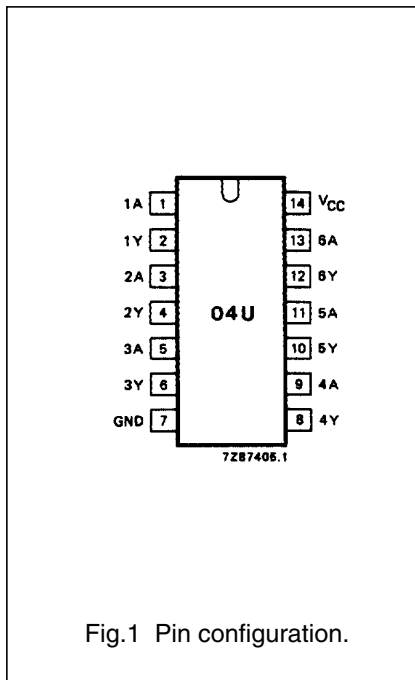 1A 1 14 VCC
1Y 2 13 6A
2A 3 12 6Y
2Y 4 04U 11 5A
3A 5 10 5Y
3Y 6 9 4A
GND 7 8 4Y
7Z87406.1
Fig.1 Pin configuration.